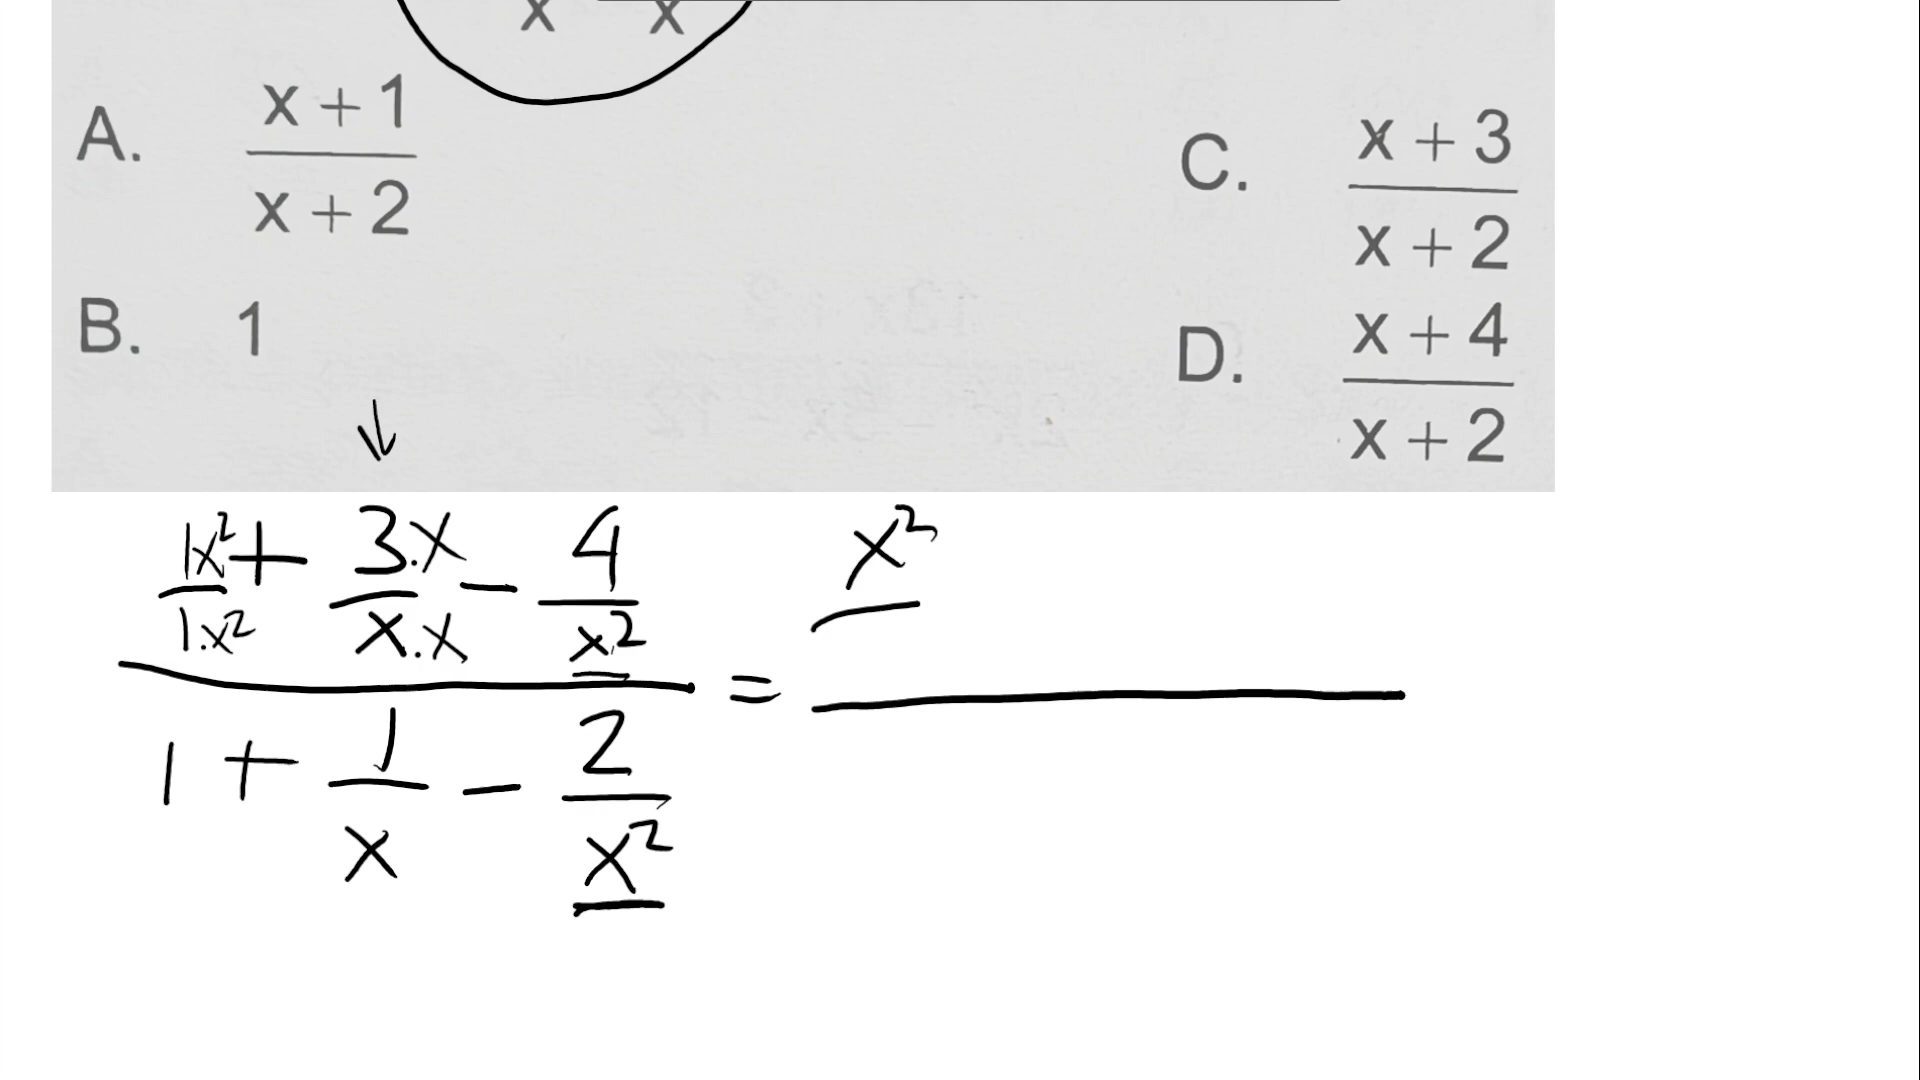 x x
A. x + 1 / x + 2
C. x + 3 / x + 2
B. 1
D. x + 4 / x + 2
1x² / 1.x² + 3.x / x.x - 4 / x² = x²
1 + 1 / x - 2 / x²